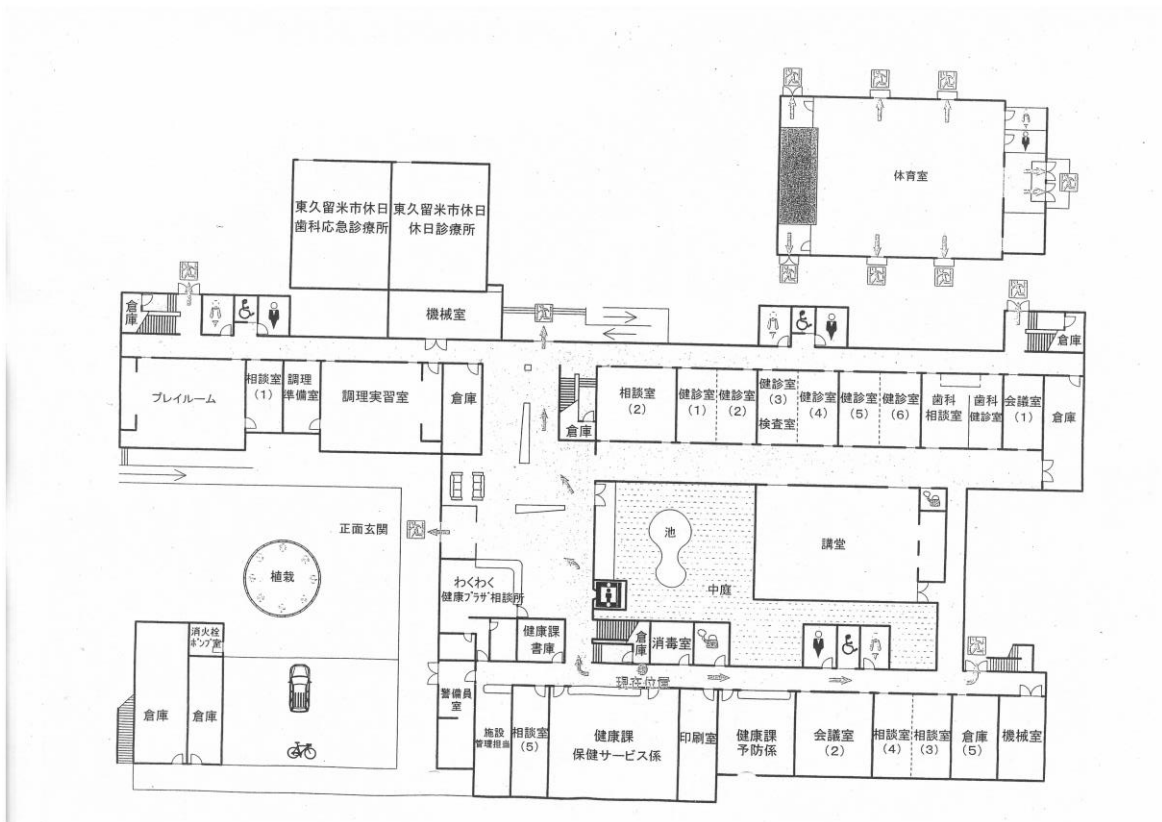 体育室
東久留米市休日
歯科応急診療所
東久留米市休日
休日診療所
機械室
倉庫
倉庫
プレイルーム
相談室
(1)
調理
準備室
調理実習室
倉庫
倉庫
相談室
(2)
健診室
(1)
健診室
(2)
健診室
(3)
検査室
健診室
(4)
健診室
(5)
健診室
(6)
歯科
相談室
歯科
健診室
会議室
(1)
倉庫
正面玄関
植栽
池
中庭
講堂
わくわく
健康プラザ相談所
健康課
書庫
倉庫
消毒室
現在位置
消火栓
ポンプ室
倉庫
倉庫
警備員
室
施設
管理担当
相談室
(5)
健康課
保健サービス係
印刷室
健康課
予防係
会議室
(2)
相談室
(4)
相談室
(3)
倉庫
(5)
機械室